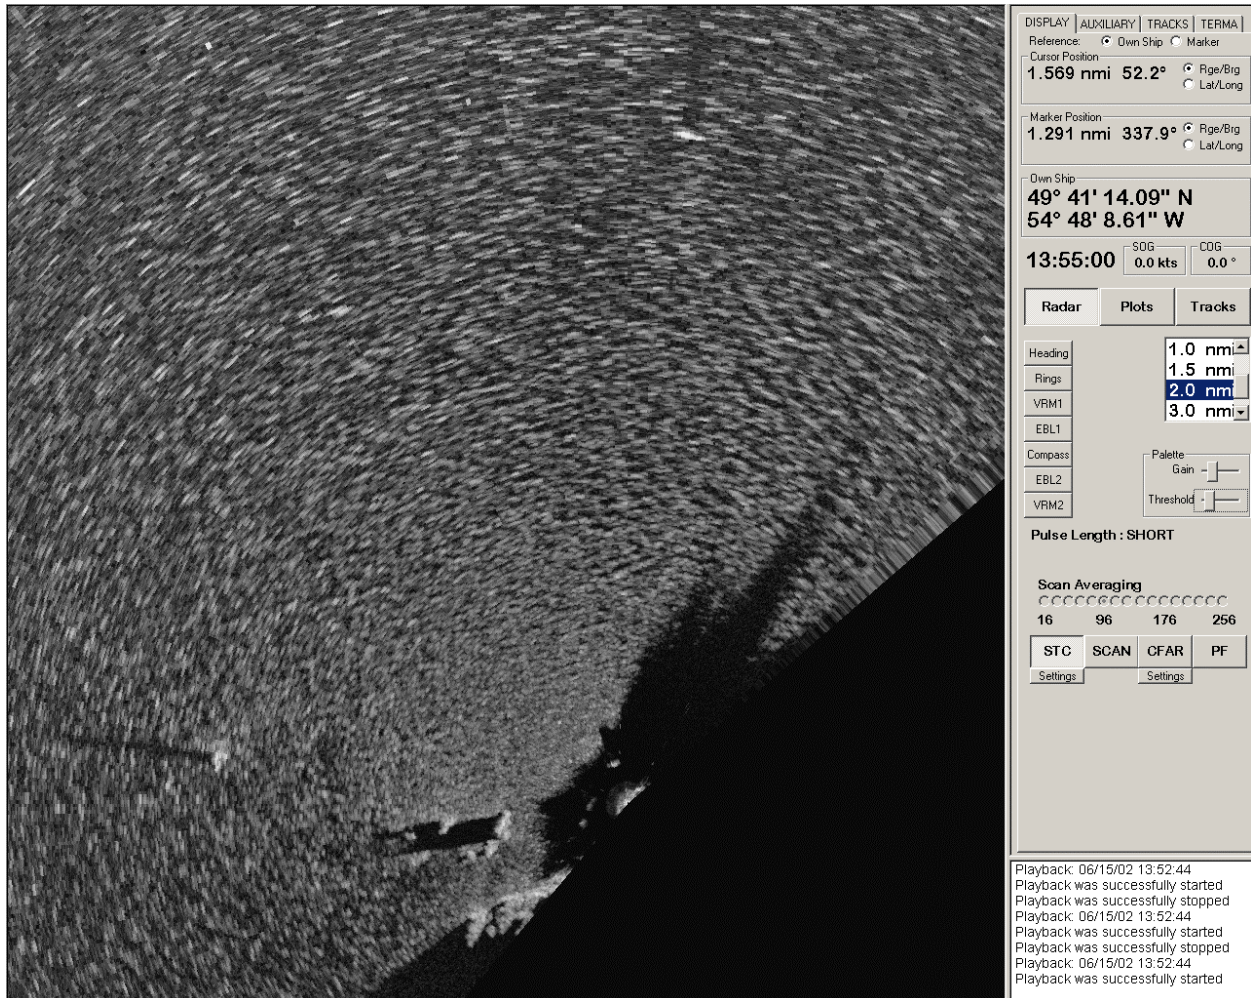 DISPLAY AUXILIARY TRACKS TERMA
Reference: Own Ship Marker
Cursor Position
1.569 nmi 52.2° Rge/Brg
Lat/Long
Marker Position
1.291 nmi 337.9° Rge/Brg
Lat/Long
Own Ship
49° 41' 14.09" N
54° 48' 8.61" W
13:55:00 SOG 0.0 kts COG 0.0 °
Radar Plots Tracks
Heading
Rings
VRM1
EBL1
Compass
EBL2
VRM2
1.0 nmi
1.5 nmi
2.0 nmi
3.0 nmi
Palette
Gain
Threshold
Pulse Length : SHORT
Scan Averaging
16 96 176 256
STC SCAN CFAR PF
Settings Settings
Playback: 06/15/02 13:52:44
Playback was successfully started
Playback was successfully stopped
Playback: 06/15/02 13:52:44
Playback was successfully started
Playback was successfully stopped
Playback: 06/15/02 13:52:44
Playback was successfully started